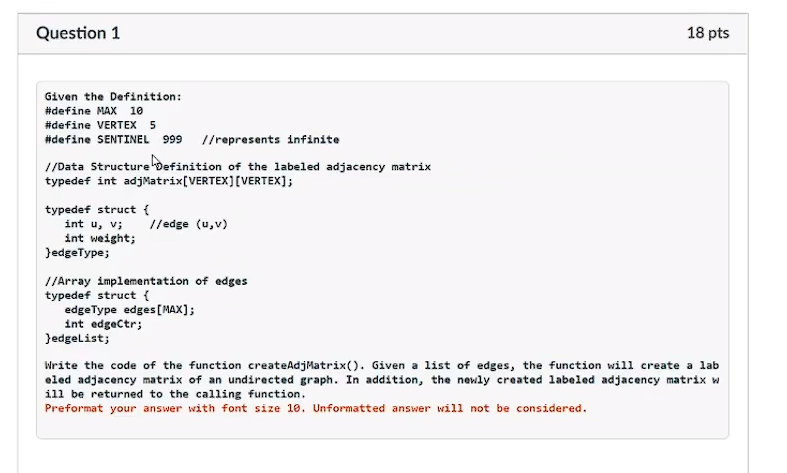 Question 1
18 pts
Given the Definition:
#define MAX  10
#define VERTEX  5
#define SENTINEL  999   //represents infinite
//Data Structure Definition of the labeled adjacency matrix
typedef int adjMatrix[VERTEX][VERTEX];
typedef struct {
   int u, v;    //edge (u,v)
   int weight;
}edgeType;
//Array implementation of edges
typedef struct {
   edgeType edges[MAX];
   int edgeCtr;
}edgeList;
Write the code of the function createAdjMatrix(). Given a list of edges, the function will create a lab
eled adjacency matrix of an undirected graph. In addition, the newly created labeled adjacency matrix w
ill be returned to the calling function.
Preformat your answer with font size 10. Unformatted answer will not be considered.